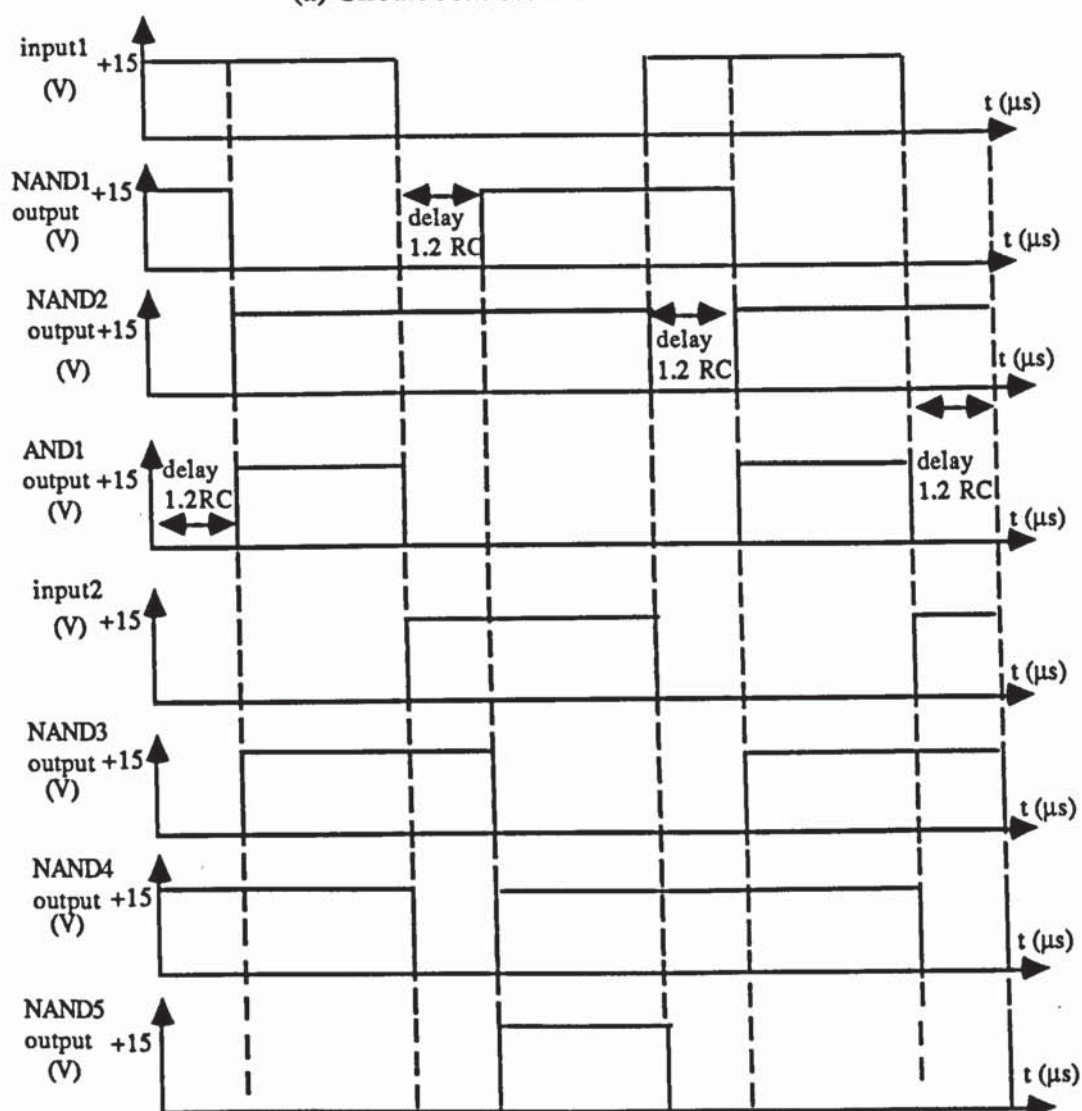 input1 +15
(V)
t (µs)
NAND1 +15
output
(V)
delay
1.2 RC
t (µs)
NAND2
output +15
(V)
delay
1.2 RC
t (µs)
AND1
output +15
(V)
delay
1.2RC
delay
1.2 RC
t (µs)
input2
(V) +15
t (µs)
NAND3
output +15
(V)
t (µs)
NAND4
output +15
(V)
t (µs)
NAND5
output +15
(V)
t (µs)